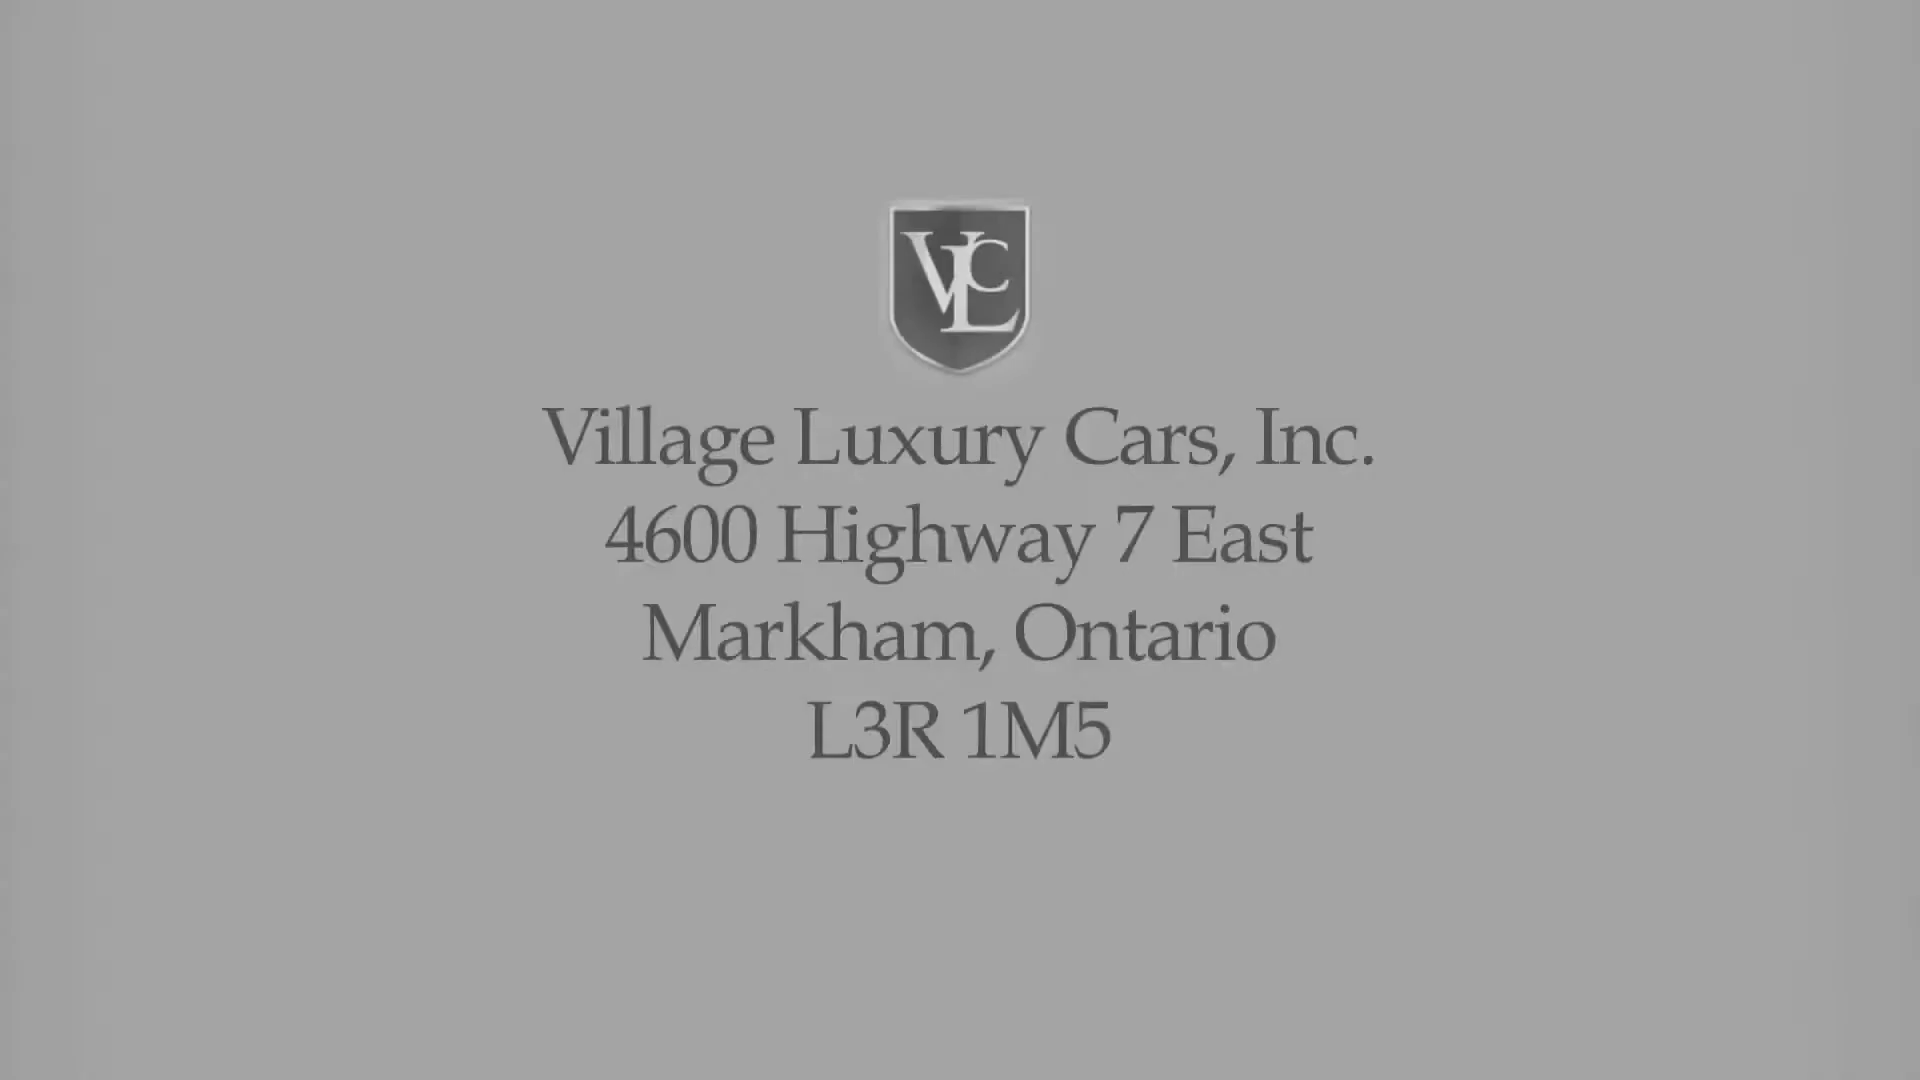 VLC
Village Luxury Cars, Inc.
4600 Highway 7 East
Markham, Ontario
L3R 1M5